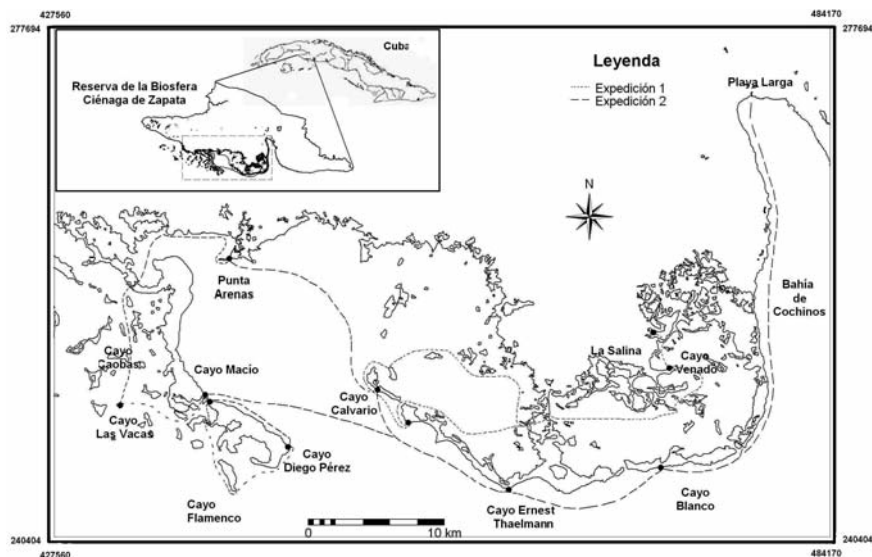 427560
484170
277694
277694
Cuba
Reserva de la Biosfera
Ciénaga de Zapata
Leyenda
Expedición 1
Expedición 2
Playa Larga
N
Punta
Arenas
Bahía
de
Cochinos
La Salina
Cayo
Venado
Cayo
Caobas
Cayo Macío
Cayo
Calvario
Cayo
Las Vacas
Cayo
Diego Pérez
Cayo
Flamenco
Cayo Ernest
Thaelmann
Cayo
Blanco
0
10 km
240404
240404
427560
484170